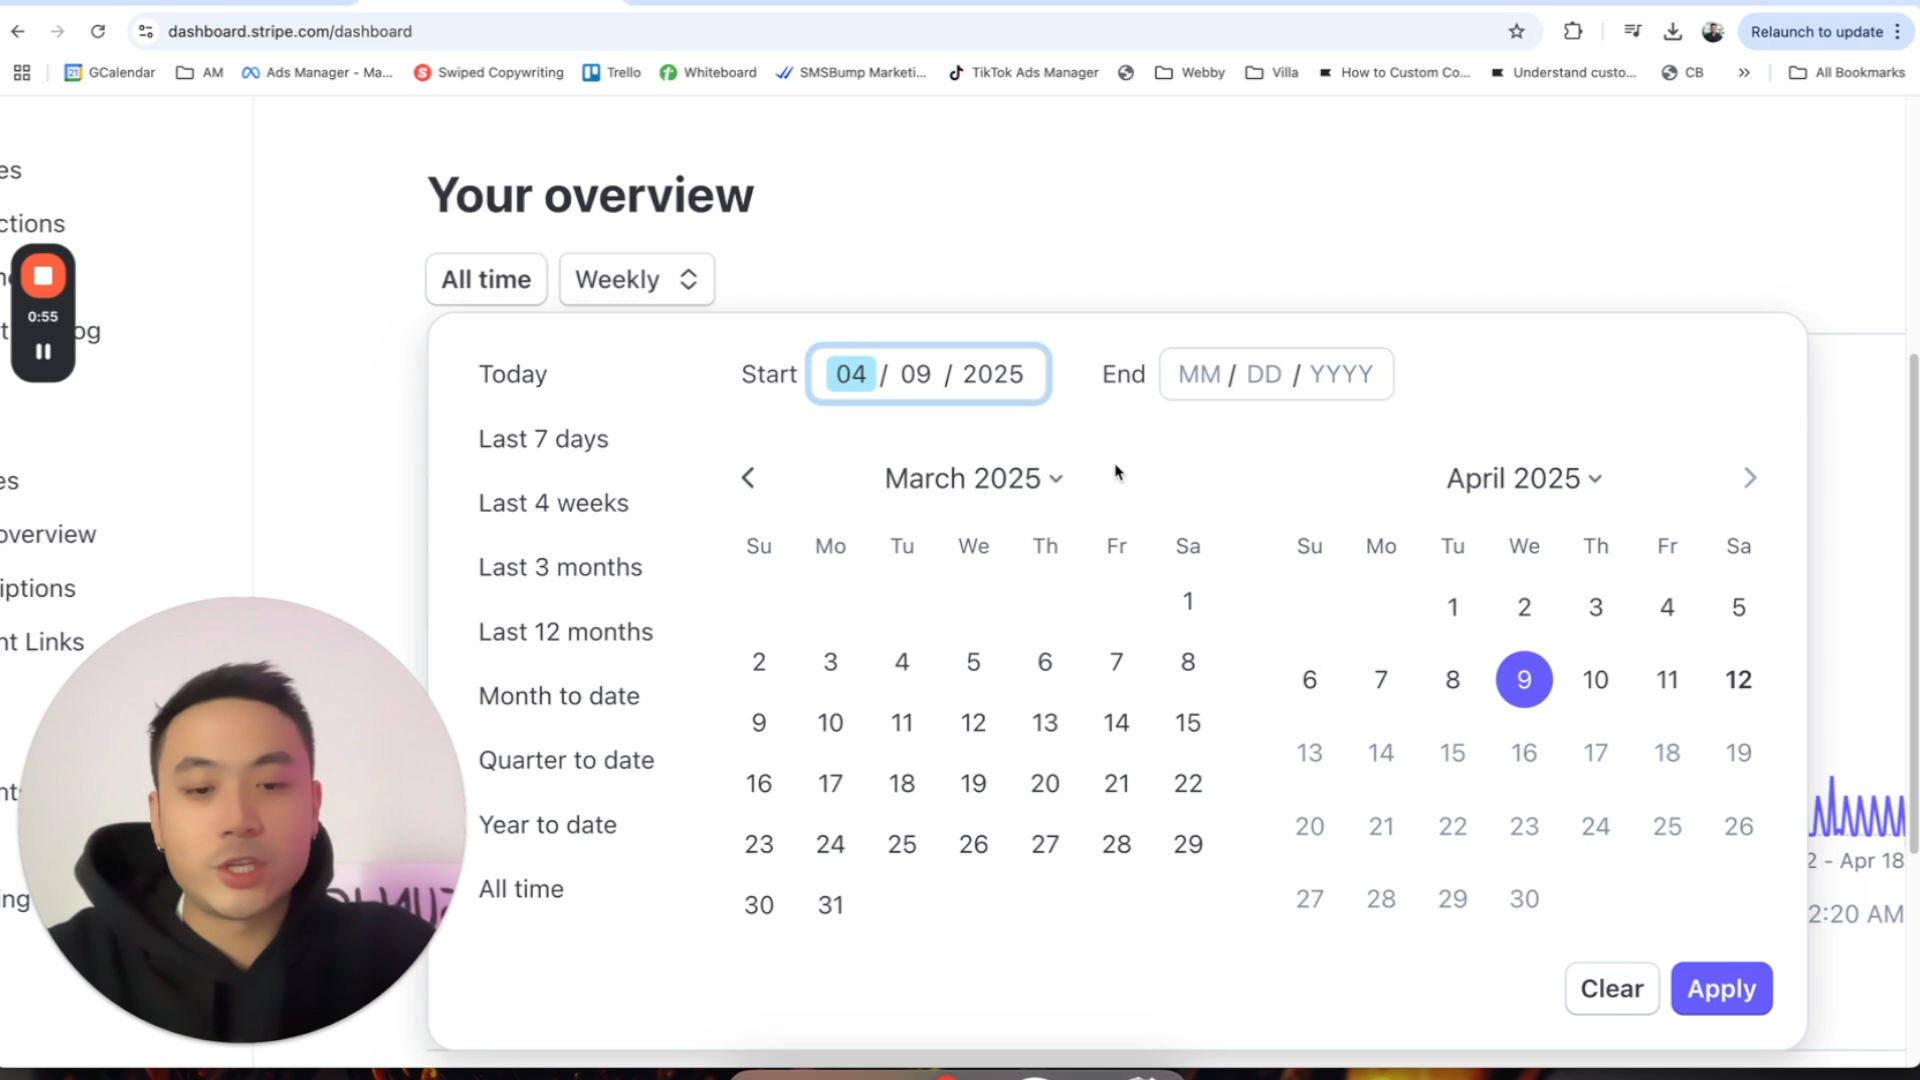 dashboard.stripe.com/dashboard
Relaunch to update
GCalendar
AM
Ads Manager - Ma...
Swiped Copywriting
Trello
Whiteboard
SMSBump Marketi...
TikTok Ads Manager
Webby
Villa
How to Custom Co...
Understand custo...
CB
All Bookmarks
es
ctions
0:55
og
es
overview
iptions
nt Links
nts
ing
Your overview
All time
Weekly
Today
Last 7 days
Last 4 weeks
Last 3 months
Last 12 months
Month to date
Quarter to date
Year to date
All time
Start 04 / 09 / 2025 End MM / DD / YYYY
March 2025
Su Mo Tu We Th Fr Sa
1
2 3 4 5 6 7 8
9 10 11 12 13 14 15
16 17 18 19 20 21 22
23 24 25 26 27 28 29
30 31
April 2025
Su Mo Tu We Th Fr Sa
1 2 3 4 5
6 7 8 9 10 11 12
13 14 15 16 17 18 19
20 21 22 23 24 25 26
27 28 29 30
Clear
Apply
2 - Apr 18
2:20 AM